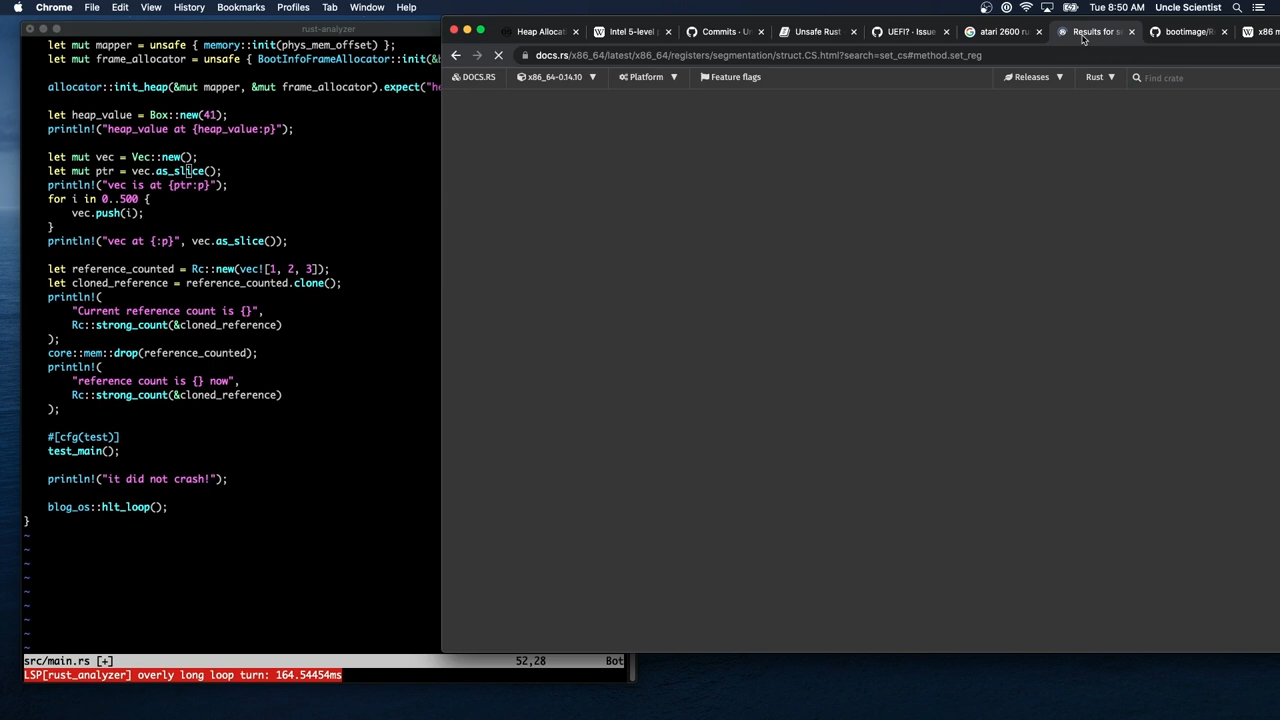 Chrome File Edit View History Bookmarks Profiles Tab Window Help Tue 8:50 AM Uncle Scientist
rust-analyzer
let mut mapper = unsafe { memory::init(phys_mem_offset) };
let mut frame_allocator = unsafe { BootInfoFrameAllocator::init(&b
allocator::init_heap(&mut mapper, &mut frame_allocator).expect("he
let heap_value = Box::new(41);
println!("heap_value at {heap_value:p}");
let mut vec = Vec::new();
let mut ptr = vec.as_slice();
println!("vec is at {ptr:p}");
for i in 0..500 {
vec.push(i);
}
println!("vec at {:p}", vec.as_slice());
let reference_counted = Rc::new(vec![1, 2, 3]);
let cloned_reference = reference_counted.clone();
println!(
"Current reference count is {}",
Rc::strong_count(&cloned_reference)
);
core::mem::drop(reference_counted);
println!(
"reference count is {} now",
Rc::strong_count(&cloned_reference)
);
#[cfg(test)]
test_main();
println!("it did not crash!");
blog_os::hlt_loop();
}
~
~
~
~
~
~
~
~
~
src/main.rs [+] 52,28 Bot
LSP[rust_analyzer] overly long loop turn: 164.54454ms
Heap Allocat Intel 5-level p Commits · Un Unsafe Rust UEFI? · Issue atari 2600 ru Results for se bootimage/Re x86 m
docs.rs/x86_64/latest/x86_64/registers/segmentation/struct.CS.html?search=set_cs#method.set_reg
DOCS.RS x86_64-0.14.10 Platform Feature flags Releases Rust Find crate